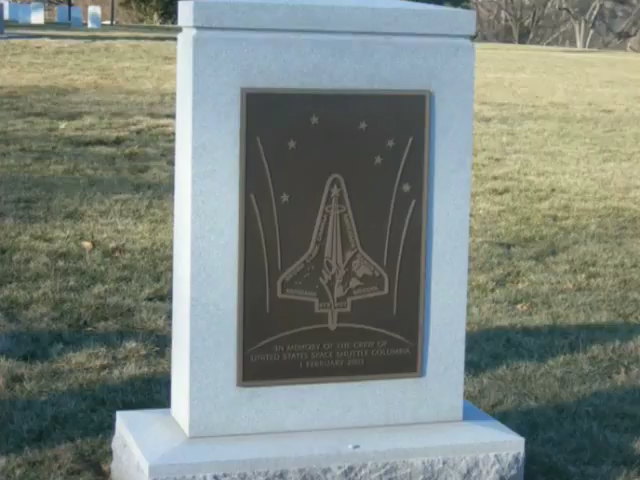 IN MEMORY OF THE CREW OF
UNITED STATES SPACE SHUTTLE COLUMBIA
1 FEBRUARY 2003